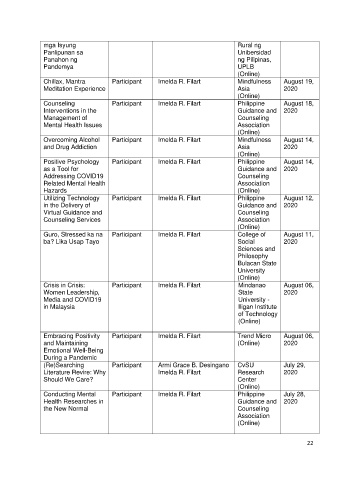 mga Isyung
Panlipunan sa
Panahon ng
Pandemya
Rural ng
Unibersidad
ng Pilipinas,
UPLB
(Online)
Chillax, Mantra
Meditation Experience
Participant
Imelda R. Filart
Mindfulness
Asia
(Online)
August 19,
2020
Counseling
Interventions in the
Management of
Mental Health Issues
Participant
Imelda R. Filart
Philippine
Guidance and
Counseling
Association
(Online)
August 18,
2020
Overcoming Alcohol
and Drug Addiction
Participant
Imelda R. Filart
Mindfulness
Asia
(Online)
August 14,
2020
Positive Psychology
as a Tool for
Addressing COVID19
Related Mental Health
Hazards
Participant
Imelda R. Filart
Philippine
Guidance and
Counseling
Association
(Online)
August 14,
2020
Utilizing Technology
in the Delivery of
Virtual Guidance and
Counseling Services
Participant
Imelda R. Filart
Philippine
Guidance and
Counseling
Association
(Online)
August 12,
2020
Guro, Stressed ka na
ba? Lika Usap Tayo
Participant
Imelda R. Filart
College of
Social
Sciences and
Philosophy
Bulacan State
University
(Online)
August 11,
2020
Crisis in Crisis:
Women Leadership,
Media and COVID19
in Malaysia
Participant
Imelda R. Filart
Mindanao
State
University -
Iligan Institute
of Technology
(Online)
August 06,
2020
Embracing Positivity
and Maintaining
Emotional Well-Being
During a Pandemic
Participant
Imelda R. Filart
Trend Micro
(Online)
August 06,
2020
(Re)Searching
Literature Revire: Why
Should We Care?
Participant
Armi Grace B. Desingano
Imelda R. Filart
CvSU
Research
Center
(Online)
July 29,
2020
Conducting Mental
Health Researches in
the New Normal
Participant
Imelda R. Filart
Philippine
Guidance and
Counseling
Association
(Online)
July 28,
2020
22